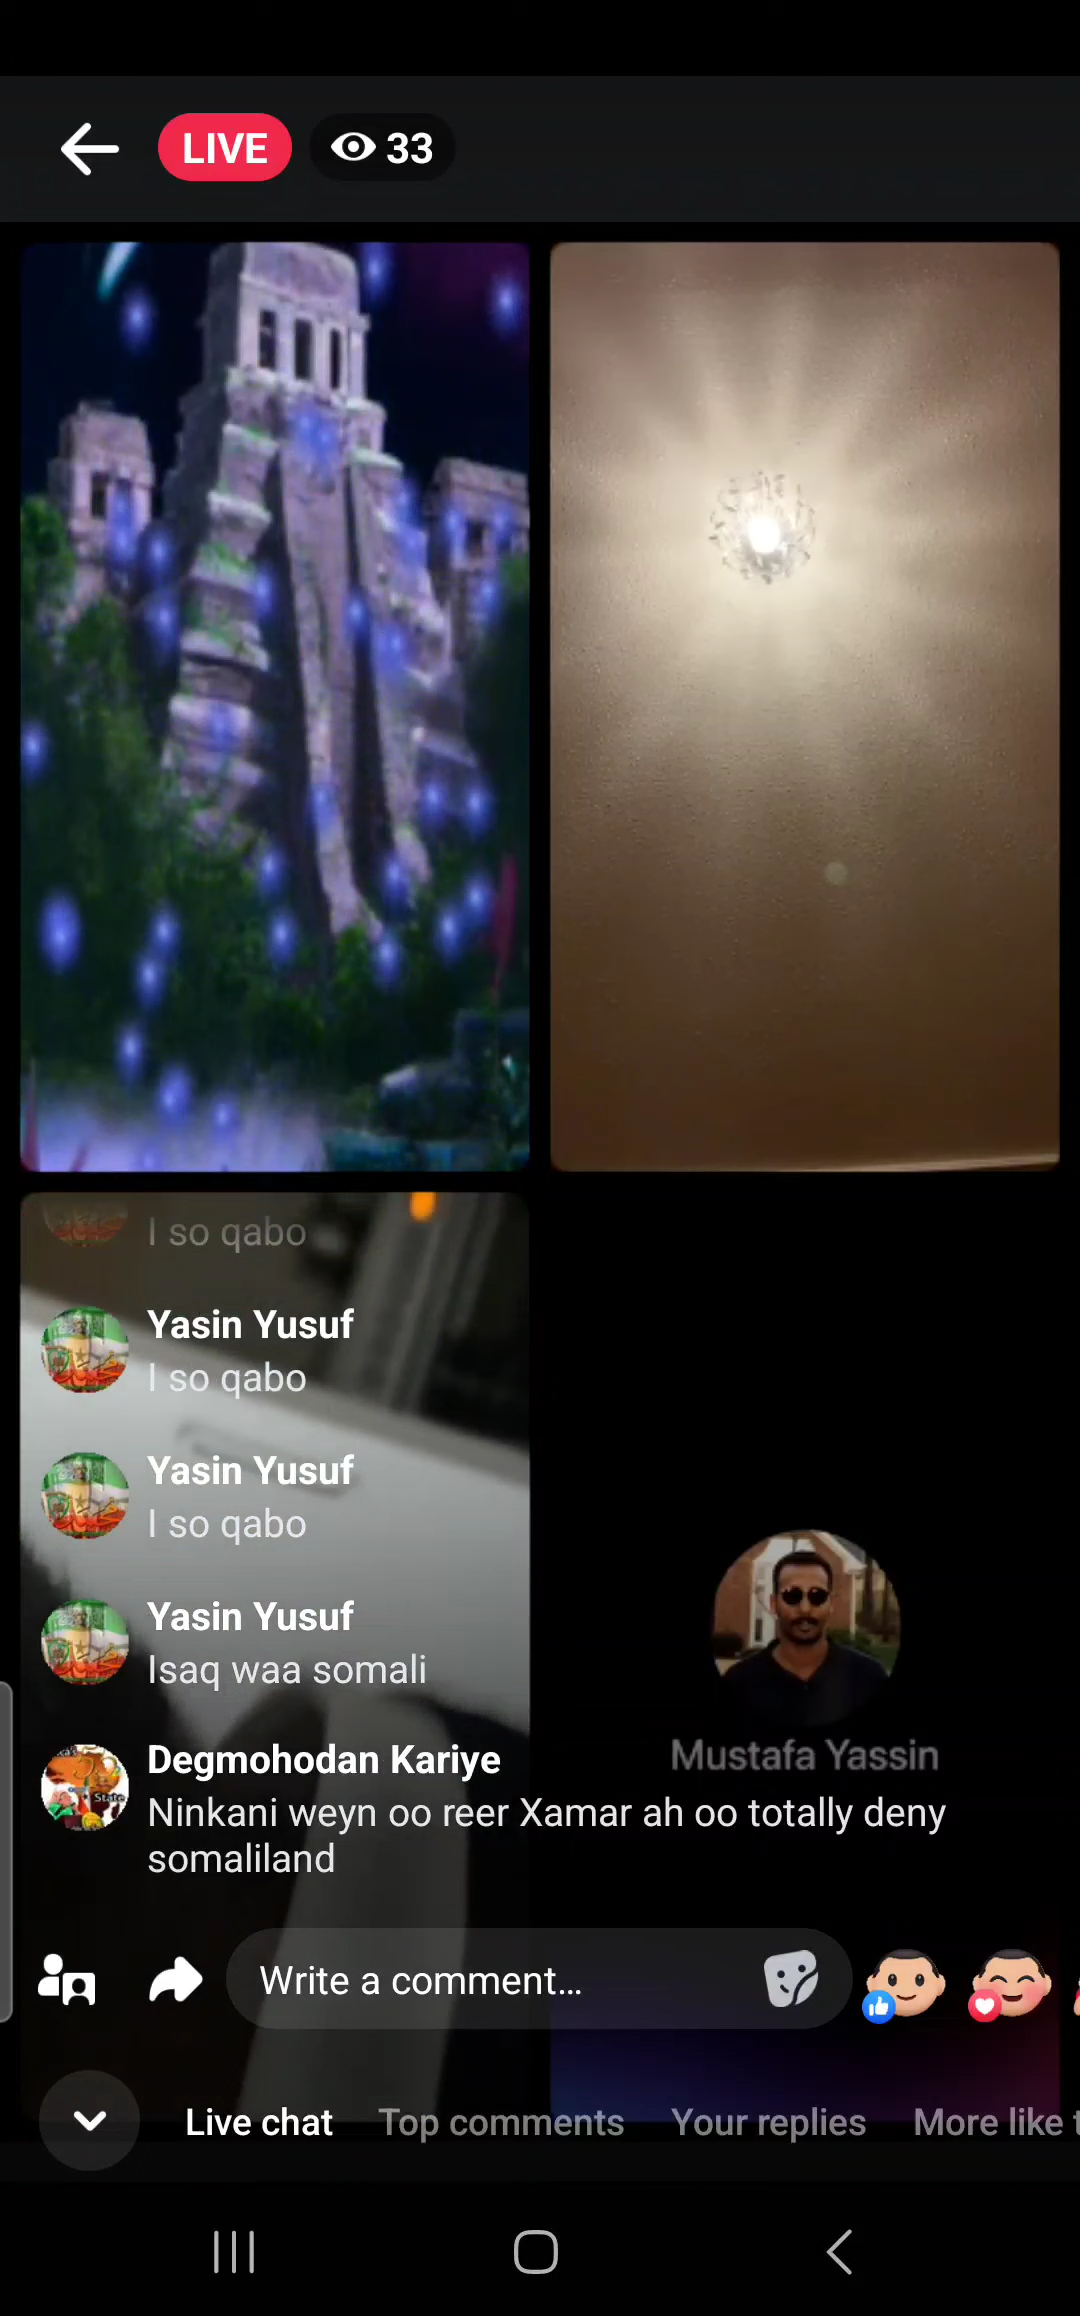 LIVE
33
I so qabo
Yasin Yusuf
I so qabo
Yasin Yusuf
I so qabo
Yasin Yusuf
Isaq waa somali
Mustafa Yassin
Degmohodan Kariye
Ninkani weyn oo reer Xamar ah oo totally deny
somaliland
Write a comment...
Live chat
Top comments
Your replies
More like